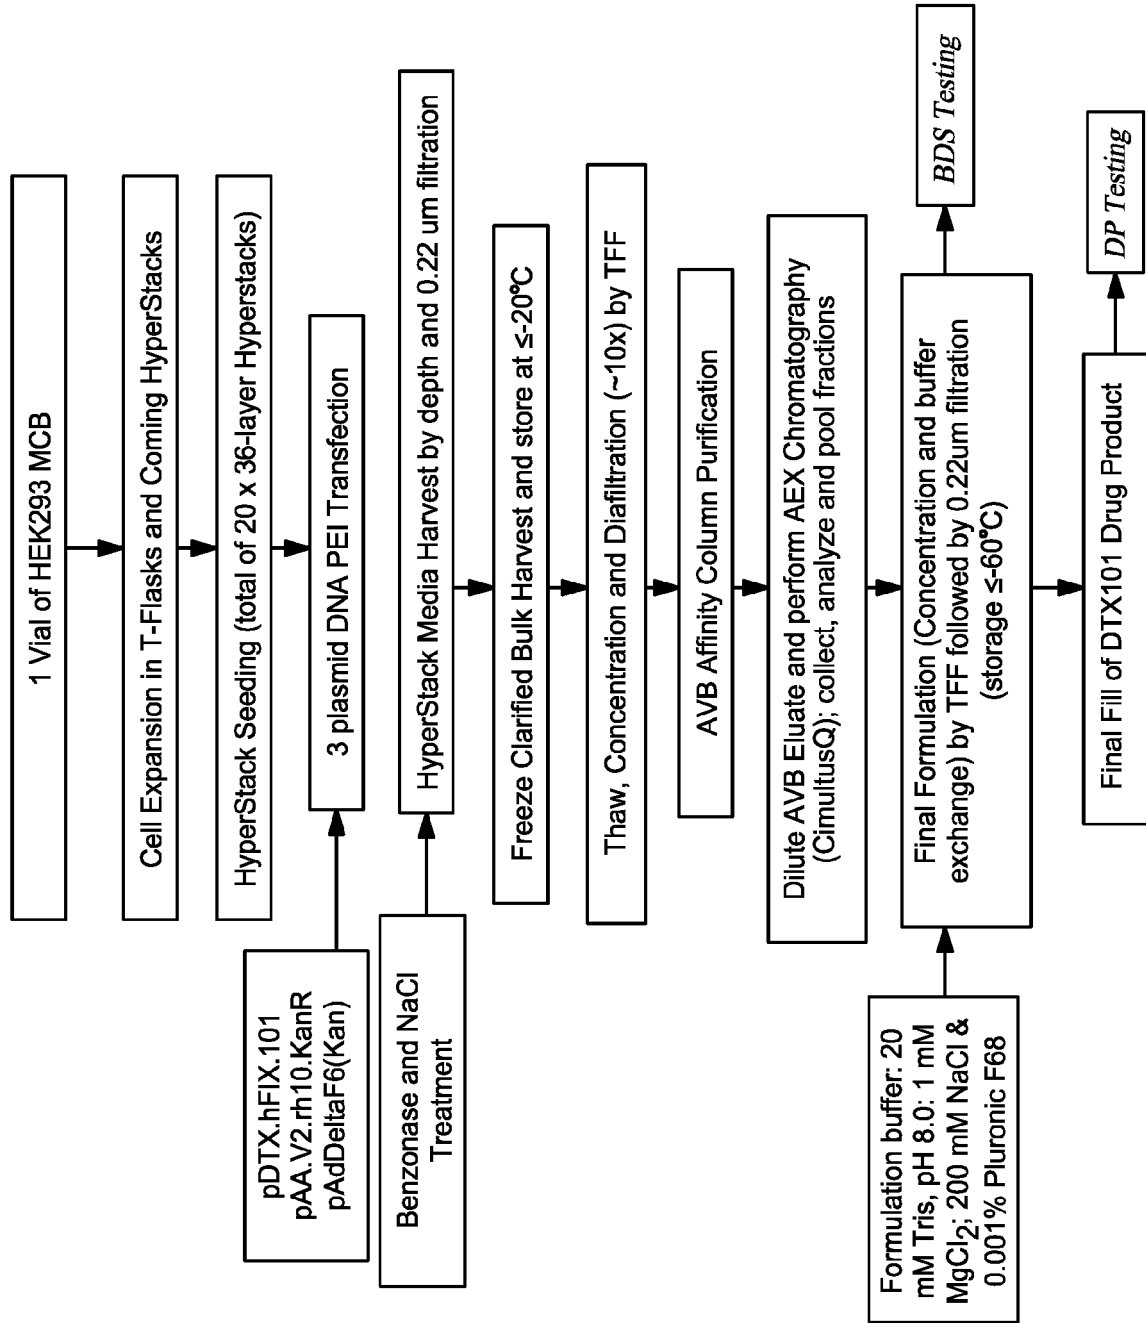 1 Vial of HEK293 MCB
Cell Expansion in T-Flasks and Coming HyperStacks
HyperStack Seeding (total of 20 x 36-layer Hyperstacks)
pDTX.hFIX.101
pAA.V2.rh10.KanR
pAdDeltaF6(Kan)
3 plasmid DNA PEI Transfection
Benzonase and NaCl
Treatment
HyperStack Media Harvest by depth and 0.22 um filtration
Freeze Clarified Bulk Harvest and store at ≤-20°C
Thaw, Concentration and Diafiltration (~10x) by TFF
AVB Affinity Column Purification
Dilute AVB Eluate and perform AEX Chromatography
(CimultusQ); collect, analyze and pool fractions
Formulation buffer: 20
mM Tris, pH 8.0: 1 mM
MgCl2; 200 mM NaCl &
0.001% Pluronic F68
Final Formulation (Concentration and buffer
exchange) by TFF followed by 0.22um filtration
(storage ≤-60°C)
BDS Testing
Final Fill of DTX101 Drug Product
DP Testing